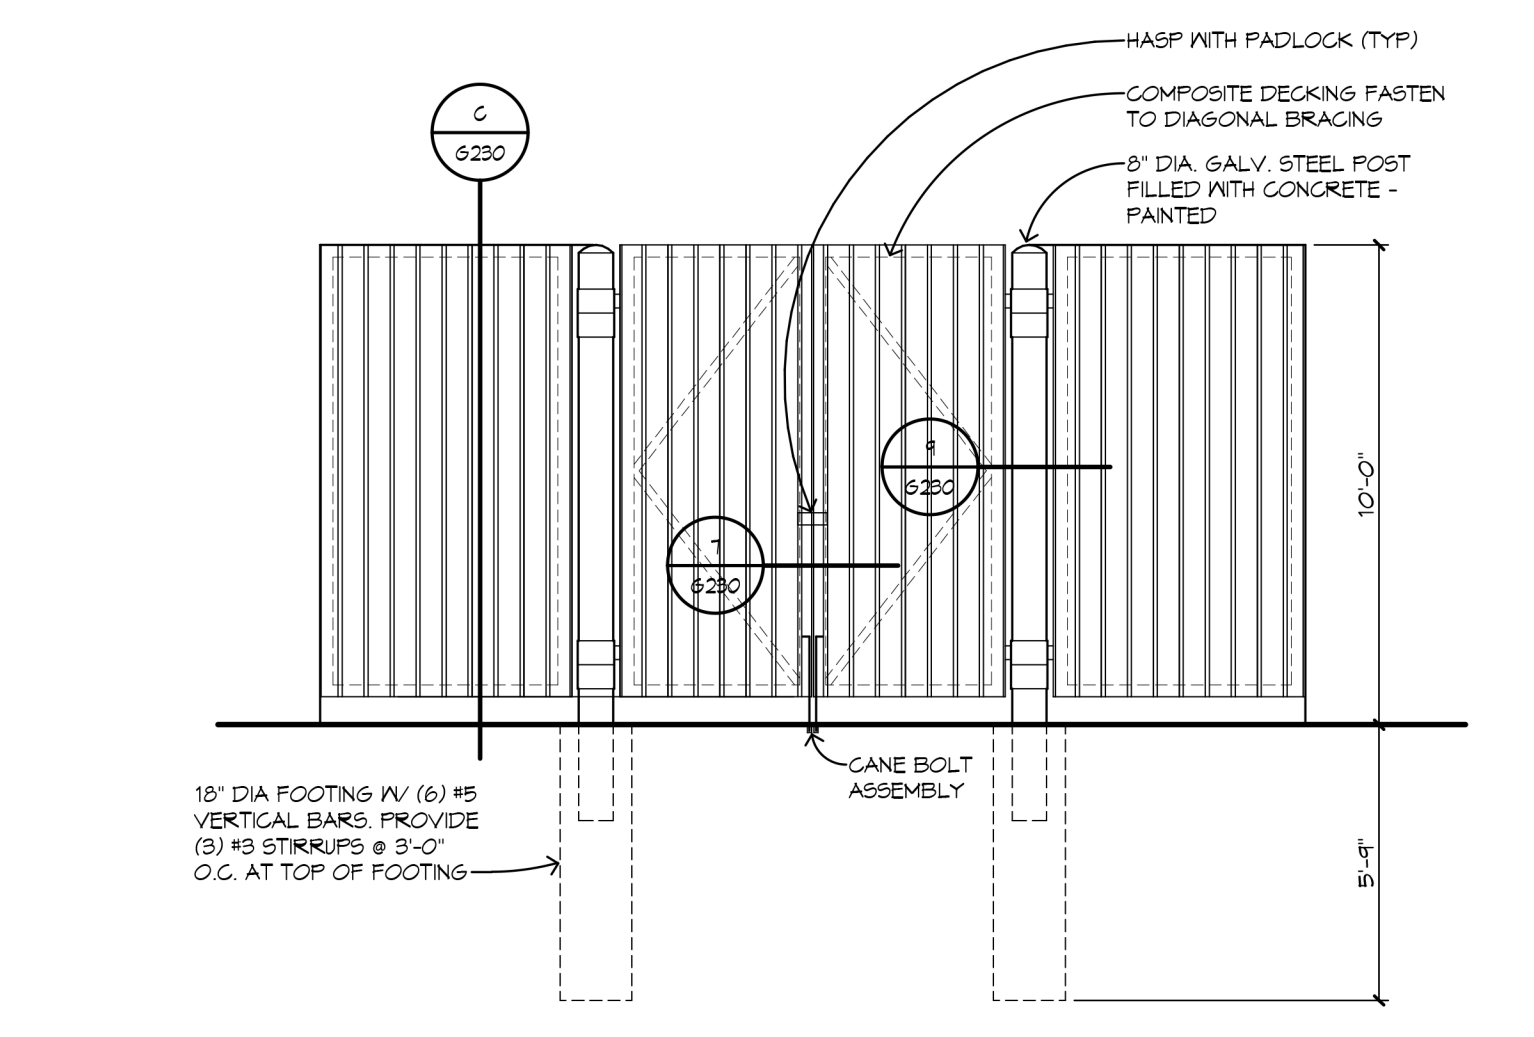 HASP WITH PADLOCK (TYP)
COMPOSITE DECKING FASTEN
TO DIAGONAL BRACING
8" DIA. GALV. STEEL POST
FILLED WITH CONCRETE -
PAINTED
C
G230
9
G230
7
G230
10'-0"
CANE BOLT
ASSEMBLY
18" DIA FOOTING W/ (6) #5
VERTICAL BARS. PROVIDE
(3) #3 STIRRUPS @ 3'-0"
O.C. AT TOP OF FOOTING
5'-9"